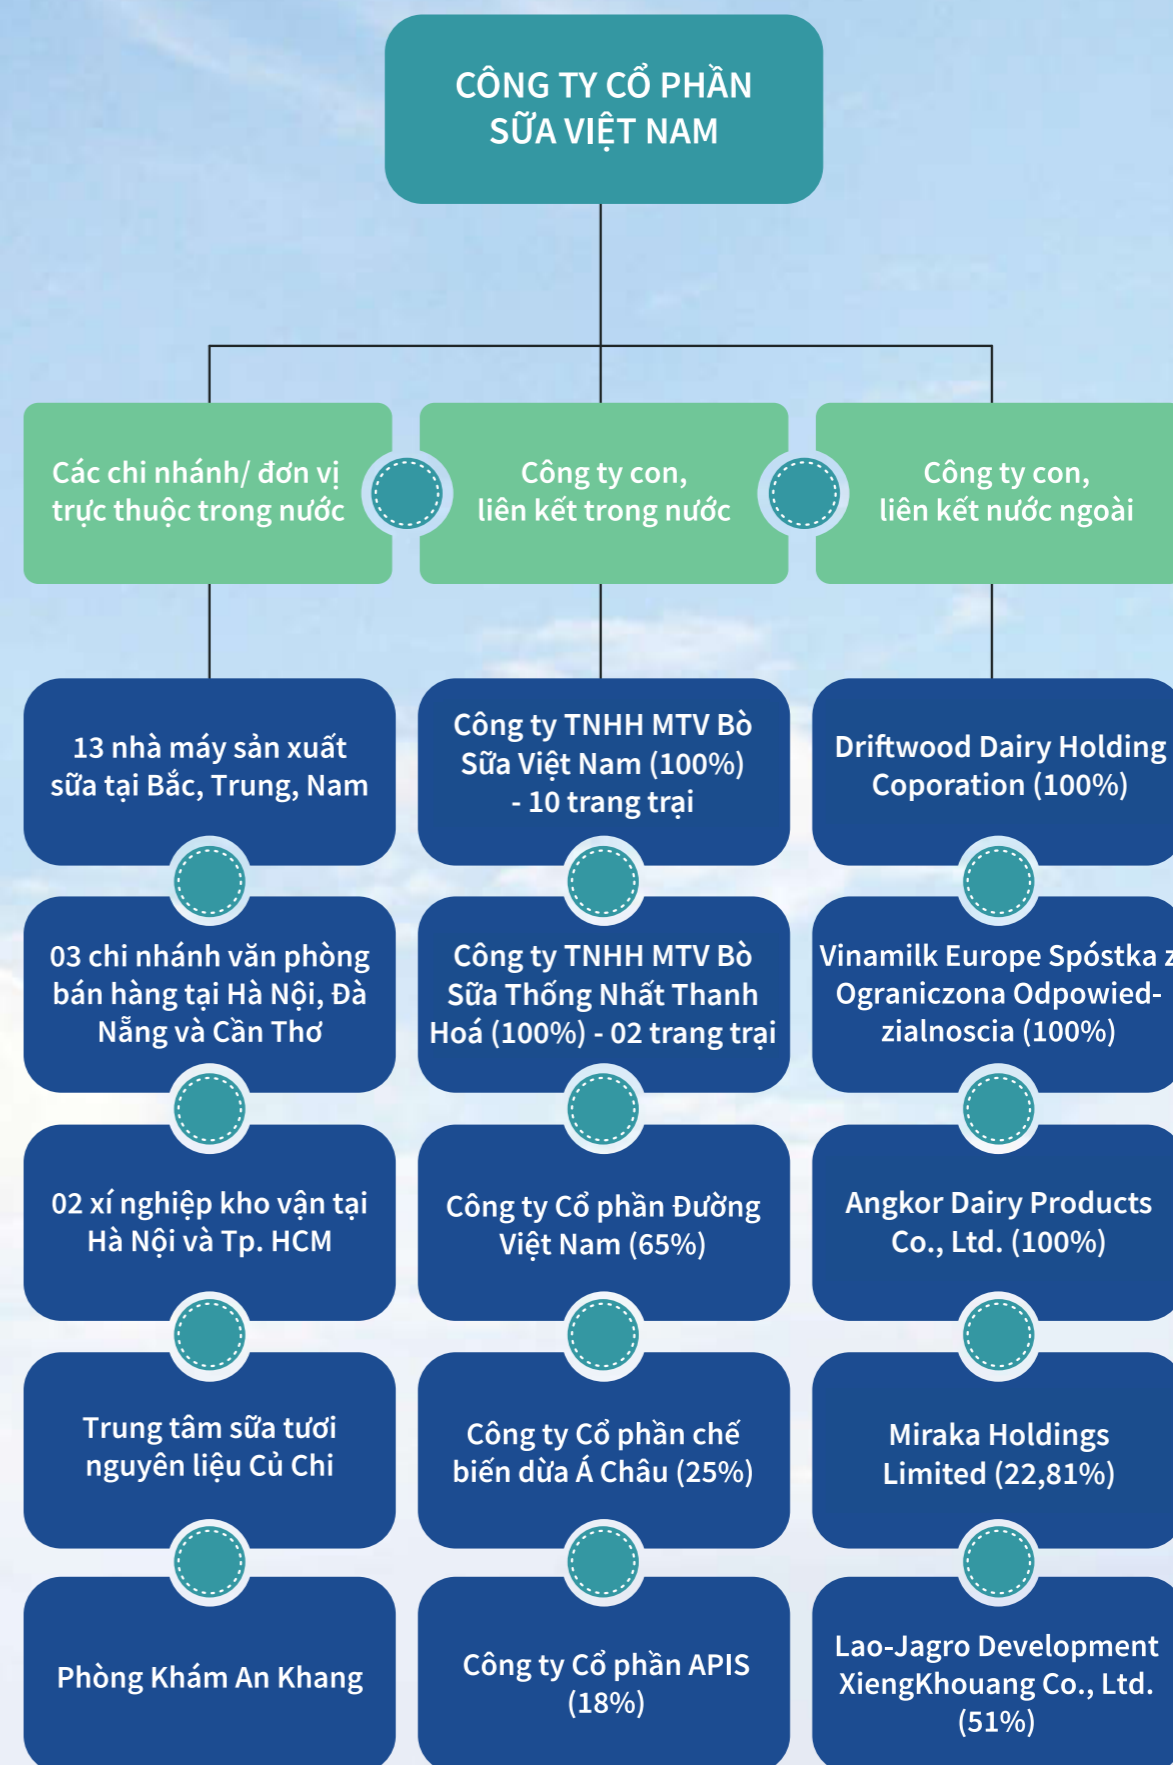 CÔNG TY CỔ PHẦN
SỮA VIỆT NAM
Các chi nhánh/ đơn vị
trực thuộc trong nước
Công ty con,
liên kết trong nước
Công ty con,
liên kết nước ngoài
13 nhà máy sản xuất
sữa tại Bắc, Trung, Nam
03 chi nhánh văn phòng
bán hàng tại Hà Nội, Đà
Nẵng và Cần Thơ
02 xí nghiệp kho vận tại
Hà Nội và Tp. HCM
Trung tâm sữa tươi
nguyên liệu Củ Chi
Phòng Khám An Khang
Công ty TNHH MTV Bò
Sữa Việt Nam (100%)
- 10 trang trại
Công ty TNHH MTV Bò
Sữa Thống Nhất Thanh
Hoá (100%) - 02 trang trại
Công ty Cổ phần Đường
Việt Nam (65%)
Công ty Cổ phần chế
biến dừa Á Châu (25%)
Công ty Cổ phần APIS
(18%)
Driftwood Dairy Holding
Coporation (100%)
Vinamilk Europe Spóstka z
Ograniczona Odpowied-
zialnoscia (100%)
Angkor Dairy Products
Co., Ltd. (100%)
Miraka Holdings
Limited (22,81%)
Lao-Jagro Development
XiengKhouang Co., Ltd.
(51%)